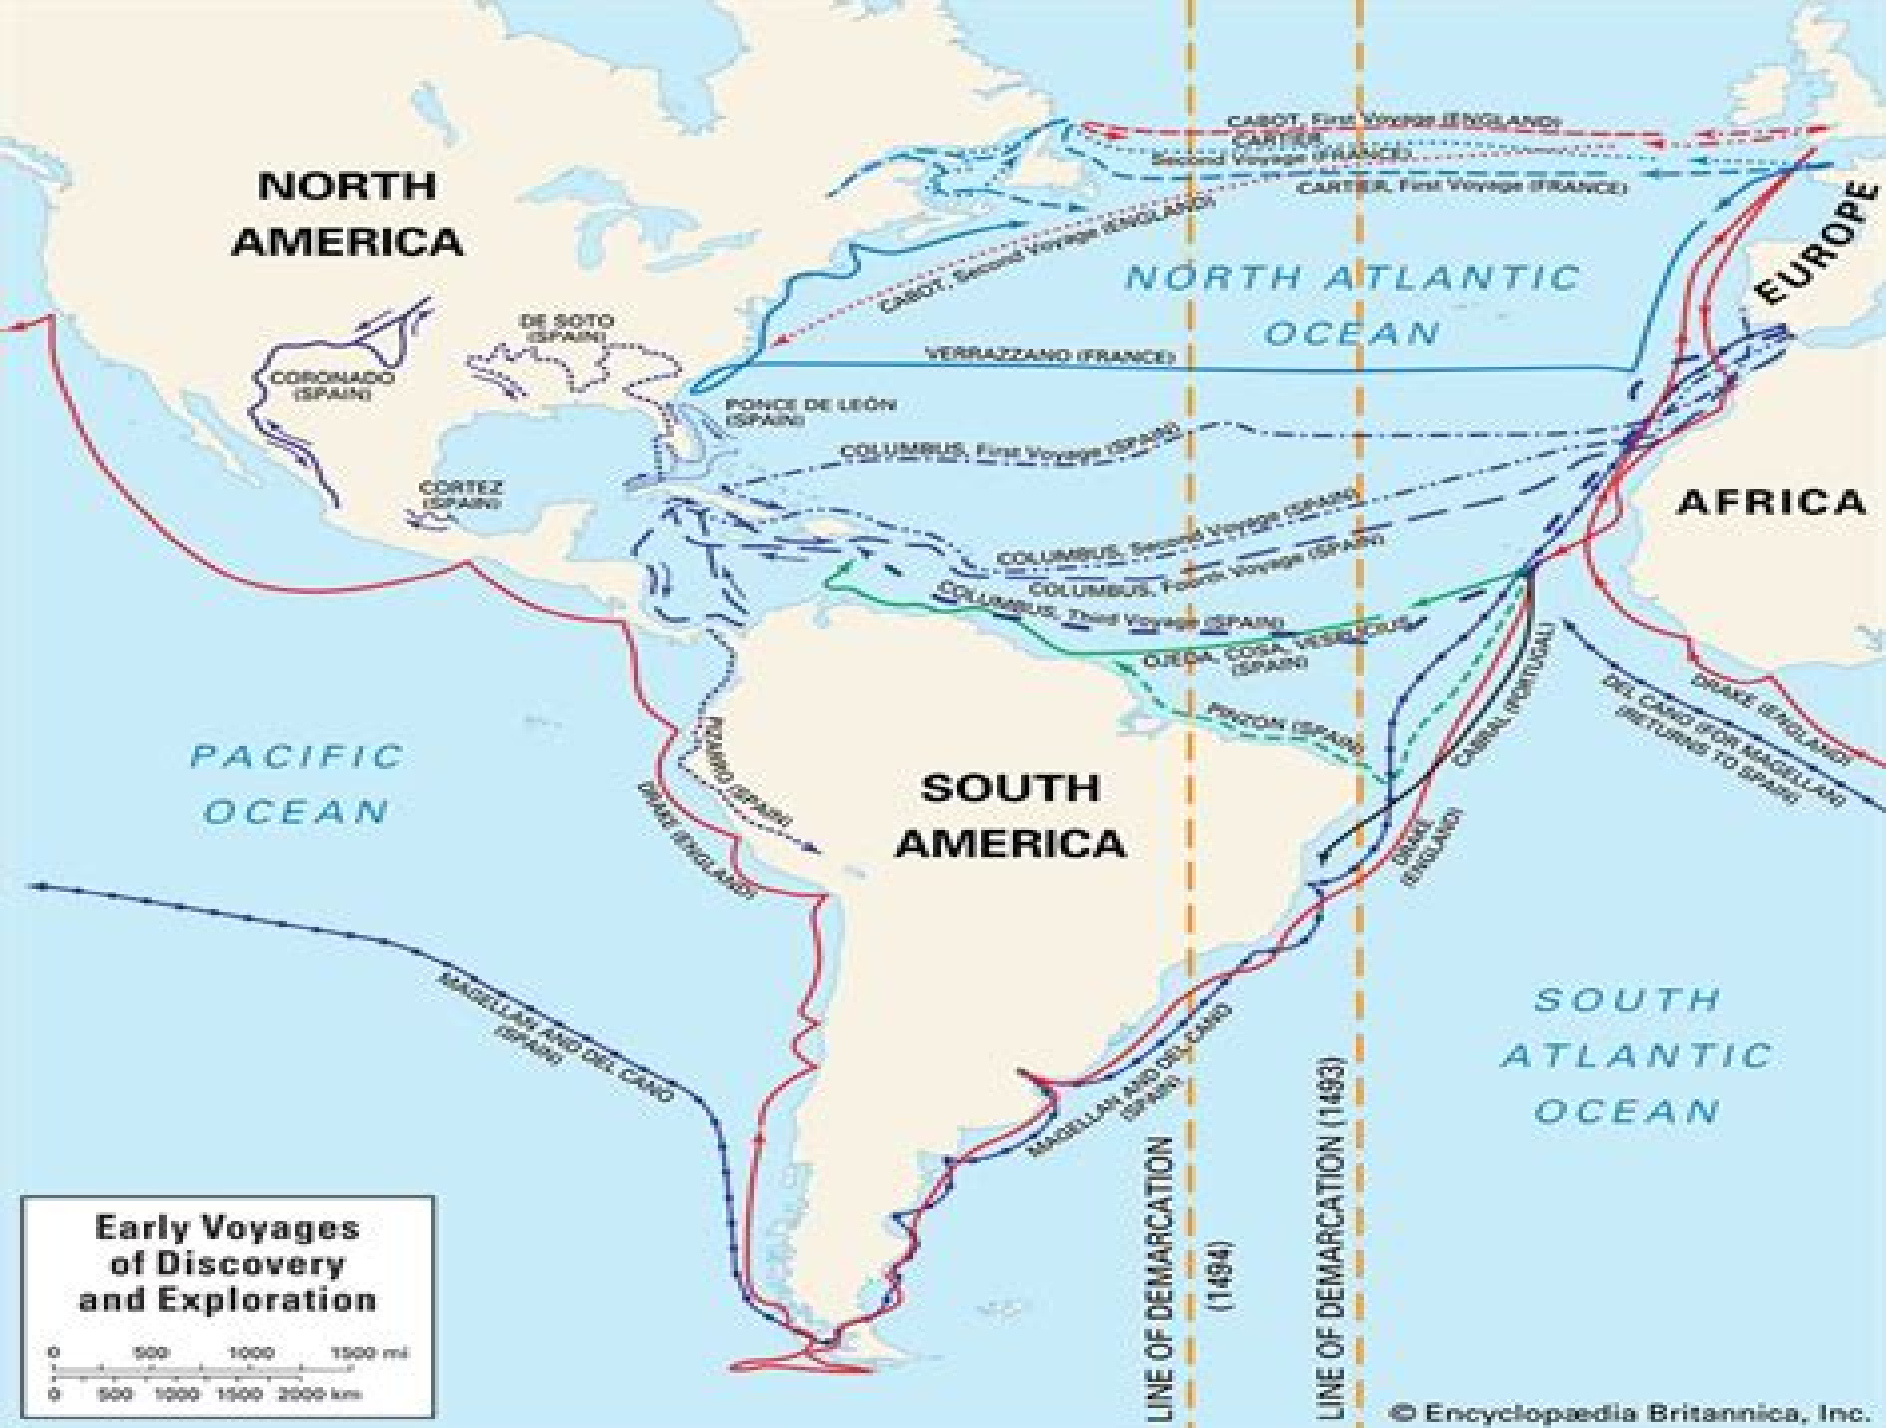 CABOT, First Voyage (ENGLAND)
CARTIER,
Second Voyage (FRANCE)
CARTIER, First Voyage (FRANCE)
NORTH
AMERICA
EUROPE
CABOT, Second Voyage (ENGLAND)
NORTH ATLANTIC
OCEAN
DE SOTO
(SPAIN)
VERRAZZANO (FRANCE)
CORONADO
(SPAIN)
PONCE DE LEÓN
(SPAIN)
COLUMBUS, First Voyage (SPAIN)
CORTEZ
(SPAIN)
AFRICA
COLUMBUS, Second Voyage (SPAIN)
COLUMBUS, Fourth Voyage (SPAIN)
COLUMBUS, Third Voyage (SPAIN)
OJEDA, COSA, VESPUCIUS
(SPAIN)
PINZON (SPAIN)
CABRAL (PORTUGAL)
DRAKE (ENGLAND)
DEL CANO (FOR MAGELLAN)
(RETURNS TO SPAIN)
PIZARRO (SPAIN)
PACIFIC
OCEAN
SOUTH
AMERICA
DRAKE (ENGLAND)
DRAKE
(ENGLAND)
MAGELLAN AND DEL CANO
(SPAIN)
SOUTH
ATLANTIC
OCEAN
MAGELLAN AND DEL CANO
(SPAIN)
LINE OF DEMARCATION
(1494)
LINE OF DEMARCATION (1493)
Early Voyages
of Discovery
and Exploration
0 500 1000 1500 mi
0 500 1000 1500 2000 km
© Encyclopædia Britannica, Inc.